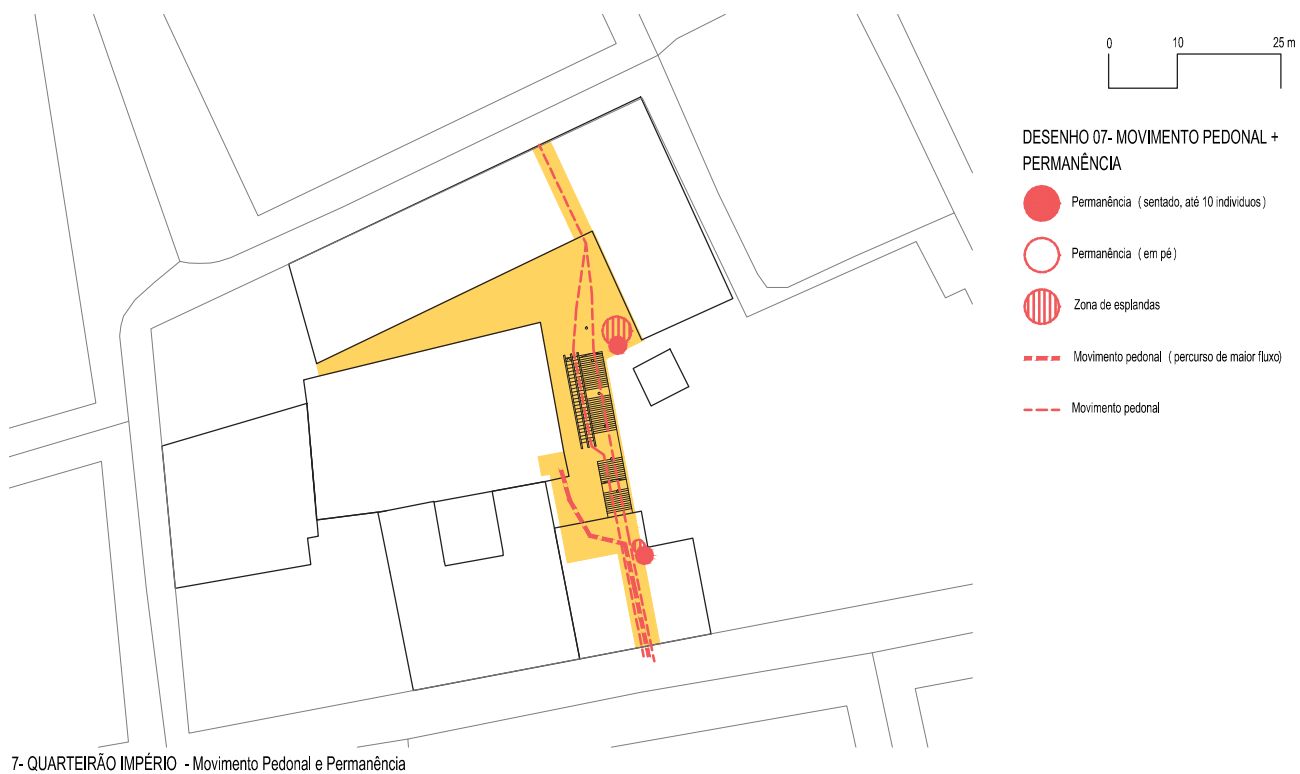 0 10 25 m
DESENHO 07- MOVIMENTO PEDONAL +
PERMANÊNCIA
Permanência ( sentado, até 10 individuos )
Permanência ( em pé )
Zona de esplandas
Movimento pedonal ( percurso de maior fluxo)
Movimento pedonal
7- QUARTEIRÃO IMPÉRIO - Movimento Pedonal e Permanência